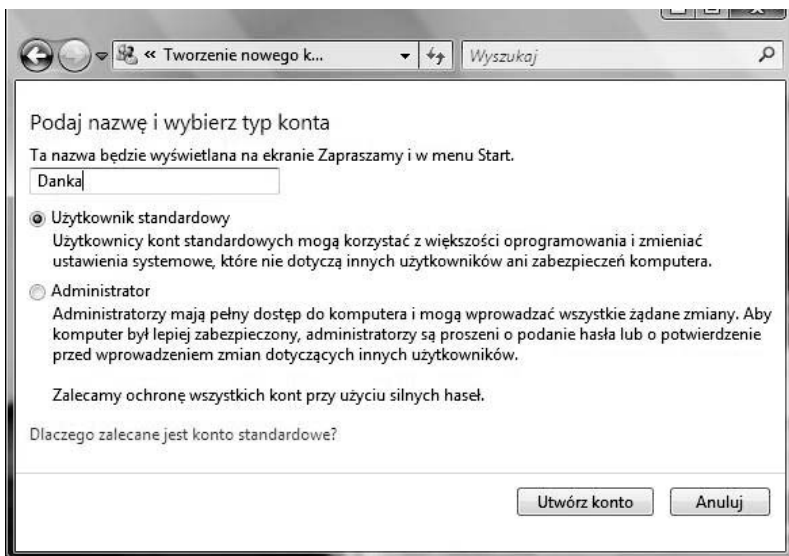 « Tworzenie nowego k...
Wyszukaj
Podaj nazwę i wybierz typ konta
Ta nazwa będzie wyświetlana na ekranie Zapraszamy i w menu Start.
Danka
Użytkownik standardowy
Użytkownicy kont standardowych mogą korzystać z większości oprogramowania i zmieniać
ustawienia systemowe, które nie dotyczą innych użytkowników ani zabezpieczeń komputera.
Administrator
Administratorzy mają pełny dostęp do komputera i mogą wprowadzać wszystkie żądane zmiany. Aby
komputer był lepiej zabezpieczony, administratorzy są proszeni o podanie hasła lub o potwierdzenie
przed wprowadzeniem zmian dotyczących innych użytkowników.
Zalecamy ochronę wszystkich kont przy użyciu silnych haseł.
Dlaczego zalecane jest konto standardowe?
Utwórz konto
Anuluj